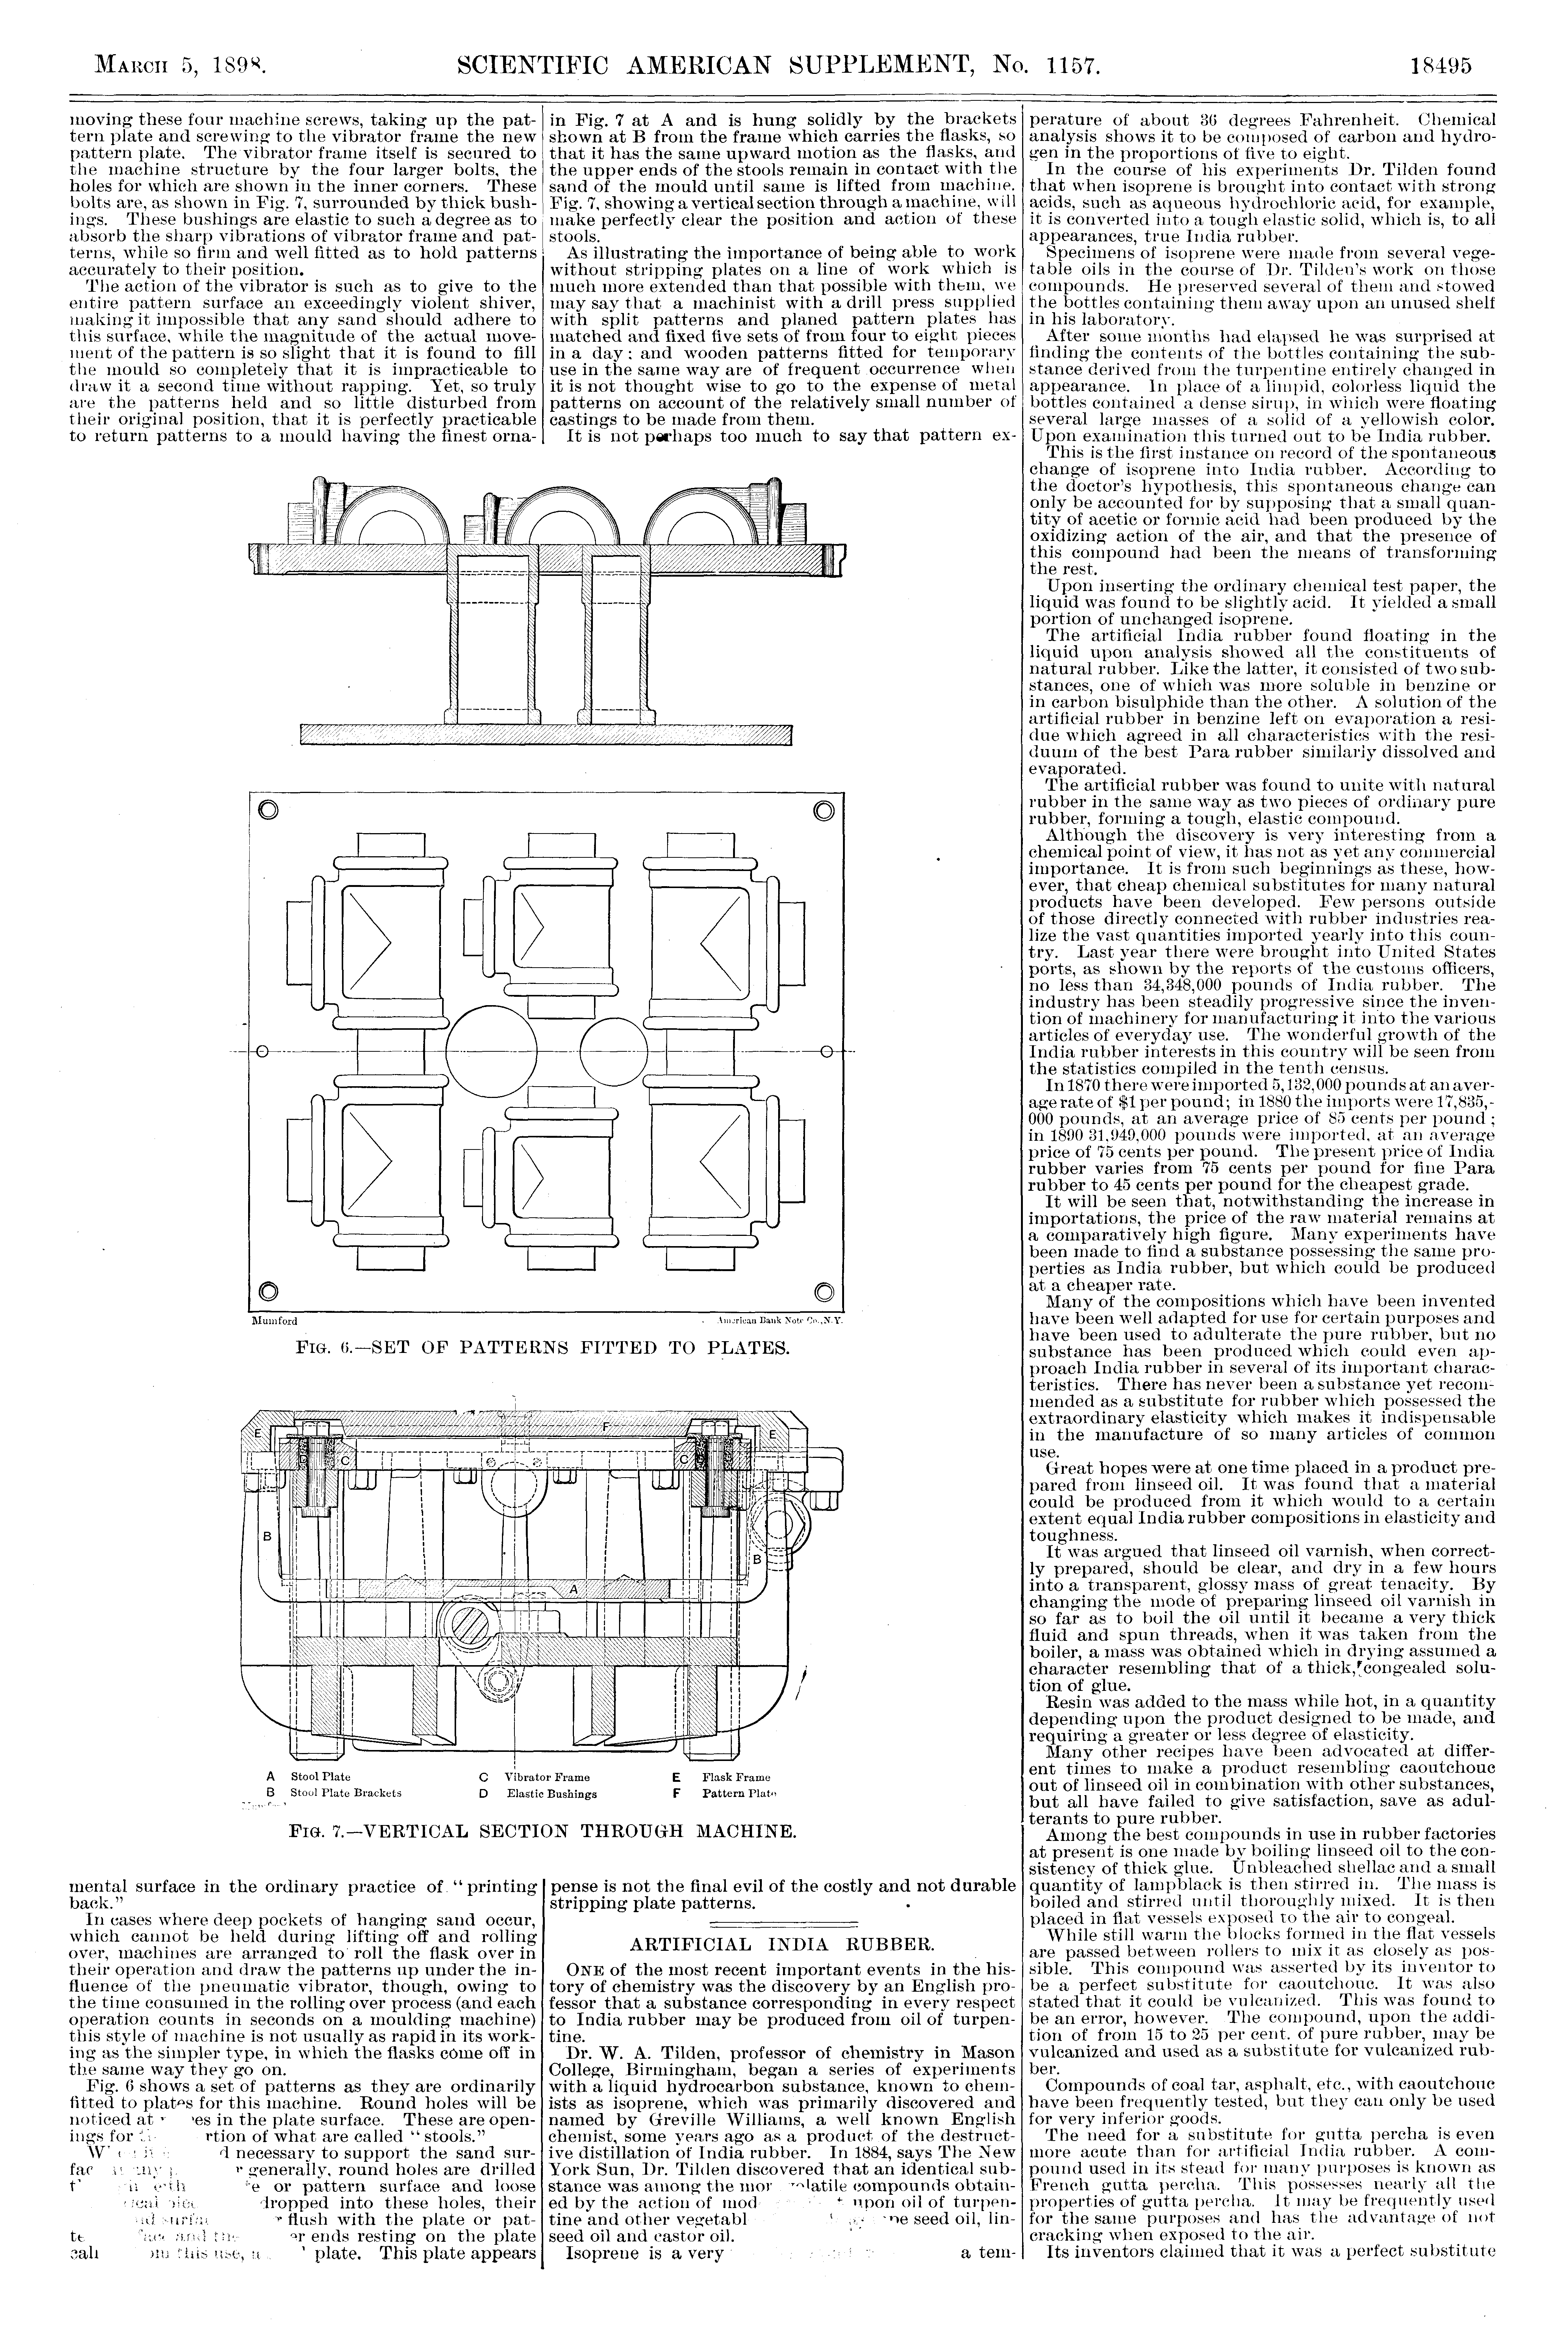 MARCH 5, 1898.
SCIENTIFIC AMERICAN SUPPLEMENT, No. 1157.
18495
moving these four machine screws, taking up the pat-
tern plate and screwing to the vibrator frame the new
pattern plate. The vibrator frame itself is secured to
the machine structure by the four larger bolts, the
holes for which are shown in the inner corners. These
bolts are, as shown in Fig. 7, surrounded by thick bush-
ings. These bushings are elastic to such a degree as to
absorb the sharp vibrations of vibrator frame and pat-
terns, while so firm and well fitted as to hold patterns
accurately to their position.
The action of the vibrator is such as to give to the
entire pattern surface an exceedingly violent shiver,
making it impossible that any sand should adhere to
this surface, while the magnitude of the actual move-
ment of the pattern is so slight that it is found to fill
the mould so completely that it is impracticable to
draw it a second time without rapping. Yet, so truly
are the patterns held and so little disturbed from
their original position, that it is perfectly practicable
to return patterns to a mould having the finest orna-
in Fig. 7 at A and is hung solidly by the brackets
shown at B from the frame which carries the flasks, so
that it has the same upward motion as the flasks, and
the upper ends of the stools remain in contact with the
sand of the mould until same is lifted from machine.
Fig. 7, showing a vertical section through a machine, will
make perfectly clear the position and action of these
stools.
As illustrating the importance of being able to work
without stripping plates on a line of work which is
much more extended than that possible with them, we
may say that a machinist with a drill press supplied
with split patterns and planed pattern plates has
matched and fixed five sets of from four to eight pieces
in a day; and wooden patterns fitted for temporary
use in the same way are of frequent occurrence when
it is not thought wise to go to the expense of metal
patterns on account of the relatively small number of
castings to be made from them.
It is not perhaps too much to say that pattern ex-
Mumford
American Bank Note Co., N.Y.
FIG. 6.—SET OF PATTERNS FITTED TO PLATES.
E
F
E
C
C
B
B
A
A Stool Plate
C Vibrator Frame
E Flask Frame
B Stool Plate Brackets
D Elastic Bushings
F Pattern Plate
FIG. 7.—VERTICAL SECTION THROUGH MACHINE.
mental surface in the ordinary practice of "printing
back."
In cases where deep pockets of hanging sand occur,
which cannot be held during lifting off and rolling
over, machines are arranged to roll the flask over in
their operation and draw the patterns up under the in-
fluence of the pneumatic vibrator, though, owing to
the time consumed in the rolling over process (and each
operation counts in seconds on a moulding machine)
this style of machine is not usually as rapid in its work-
ing as the simpler type, in which the flasks come off in
the same way they go on.
Fig. 6 shows a set of patterns as they are ordinarily
fitted to plates for this machine. Round holes will be
noticed at in the plate surface. These are open-
ings for of what are called "stools."
necessary to support the sand sur-
generally, round holes are drilled
or pattern surface and loose
dropped into these holes, their
flush with the plate or pat-
ends resting on the plate
this use, plate. This plate appears
pense is not the final evil of the costly and not durable
stripping plate patterns.
ARTIFICIAL INDIA RUBBER.
ONE of the most recent important events in the his-
tory of chemistry was the discovery by an English pro-
fessor that a substance corresponding in every respect
to India rubber may be produced from oil of turpen-
tine.
Dr. W. A. Tilden, professor of chemistry in Mason
College, Birmingham, began a series of experiments
with a liquid hydrocarbon substance, known to chem-
ists as isoprene, which was primarily discovered and
named by Greville Williams, a well known English
chemist, some years ago as a product of the destruct-
ive distillation of India rubber. In 1884, says The New
York Sun, Dr. Tilden discovered that an identical sub-
stance was among the compounds obtain-
ed by the action of upon oil of turpen-
tine and other seed oil, lin-
seed oil and castor oil.
Isoprene is a very a tem-
perature of about 36 degrees Fahrenheit. Chemical
analysis shows it to be composed of carbon and hydro-
gen in the proportions of five to eight.
In the course of his experiments Dr. Tilden found
that when isoprene is brought into contact with strong
acids, such as aqueous hydrochloric acid, for example,
it is converted into a tough elastic solid, which is, to all
appearances, true India rubber.
Specimens of isoprene were made from several vege-
table oils in the course of Dr. Tilden's work on those
compounds. He preserved several of them and stowed
the bottles containing them away upon an unused shelf
in his laboratory.
After some months had elapsed he was surprised at
finding the contents of the bottles containing the sub-
stance derived from the turpentine entirely changed in
appearance. In place of a limpid, colorless liquid the
bottles contained a dense sirup, in which were floating
several large masses of a solid of a yellowish color.
Upon examination this turned out to be India rubber.
This is the first instance on record of the spontaneous
change of isoprene into India rubber. According to
the doctor's hypothesis, this spontaneous change can
only be accounted for by supposing that a small quan-
tity of acetic or formic acid had been produced by the
oxidizing action of the air, and that the presence of
this compound had been the means of transforming
the rest.
Upon inserting the ordinary chemical test paper, the
liquid was found to be slightly acid. It yielded a small
portion of unchanged isoprene.
The artificial India rubber found floating in the
liquid upon analysis showed all the constituents of
natural rubber. Like the latter, it consisted of two sub-
stances, one of which was more soluble in benzine or
in carbon bisulphide than the other. A solution of the
artificial rubber in benzine left on evaporation a resi-
due which agreed in all characteristics with the resi-
duum of the best Para rubber similarly dissolved and
evaporated.
The artificial rubber was found to unite with natural
rubber in the same way as two pieces of ordinary pure
rubber, forming a tough, elastic compound.
Although the discovery is very interesting from a
chemical point of view, it has not as yet any commercial
importance. It is from such beginnings as these, how-
ever, that cheap chemical substitutes for many natural
products have been developed. Few persons outside
of those directly connected with rubber industries rea-
lize the vast quantities imported yearly into this coun-
try. Last year there were brought into United States
ports, as shown by the reports of the customs officers,
no less than 34,348,000 pounds of India rubber. The
industry has been steadily progressive since the inven-
tion of machinery for manufacturing it into the various
articles of everyday use. The wonderful growth of the
India rubber interests in this country will be seen from
the statistics compiled in the tenth census.
In 1870 there were imported 5,132,000 pounds at an aver-
age rate of $1 per pound; in 1880 the imports were 17,835,-
000 pounds, at an average price of 85 cents per pound;
in 1890 31,949,000 pounds were imported, at an average
price of 75 cents per pound. The present price of India
rubber varies from 75 cents per pound for fine Para
rubber to 45 cents per pound for the cheapest grade.
It will be seen that, notwithstanding the increase in
importations, the price of the raw material remains at
a comparatively high figure. Many experiments have
been made to find a substance possessing the same pro-
perties as India rubber, but which could be produced
at a cheaper rate.
Many of the compositions which have been invented
have been well adapted for use for certain purposes and
have been used to adulterate the pure rubber, but no
substance has been produced which could even ap-
proach India rubber in several of its important charac-
teristics. There has never been a substance yet recom-
mended as a substitute for rubber which possessed the
extraordinary elasticity which makes it indispensable
in the manufacture of so many articles of common
use.
Great hopes were at one time placed in a product pre-
pared from linseed oil. It was found that a material
could be produced from it which would to a certain
extent equal India rubber compositions in elasticity and
toughness.
It was argued that linseed oil varnish, when correct-
ly prepared, should be clear, and dry in a few hours
into a transparent, glossy mass of great tenacity. By
changing the mode of preparing linseed oil varnish in
so far as to boil the oil until it became a very thick
fluid and spun threads, when it was taken from the
boiler, a mass was obtained which in drying assumed a
character resembling that of a thick, congealed solu-
tion of glue.
Resin was added to the mass while hot, in a quantity
depending upon the product designed to be made, and
requiring a greater or less degree of elasticity.
Many other recipes have been advocated at differ-
ent times to make a product resembling caoutchouc
out of linseed oil in combination with other substances,
but all have failed to give satisfaction, save as adul-
terants to pure rubber.
Among the best compounds in use in rubber factories
at present is one made by boiling linseed oil to the con-
sistency of thick glue. Unbleached shellac and a small
quantity of lampblack is then stirred in. The mass is
boiled and stirred until thoroughly mixed. It is then
placed in flat vessels exposed to the air to congeal.
While still warm the blocks formed in the flat vessels
are passed between rollers to mix it as closely as pos-
sible. This compound was asserted by its inventor to
be a perfect substitute for caoutchouc. It was also
stated that it could be vulcanized. This was found to
be an error, however. The compound, upon the addi-
tion of from 15 to 25 per cent. of pure rubber, may be
vulcanized and used as a substitute for vulcanized rub-
ber.
Compounds of coal tar, asphalt, etc., with caoutchouc
have been frequently tested, but they can only be used
for very inferior goods.
The need for a substitute for gutta percha is even
more acute than for artificial India rubber. A com-
pound used in its stead for many purposes is known as
French gutta percha. This possesses nearly all the
properties of gutta percha. It may be frequently used
for the same purposes and has the advantage of not
cracking when exposed to the air.
Its inventors claimed that it was a perfect substitute